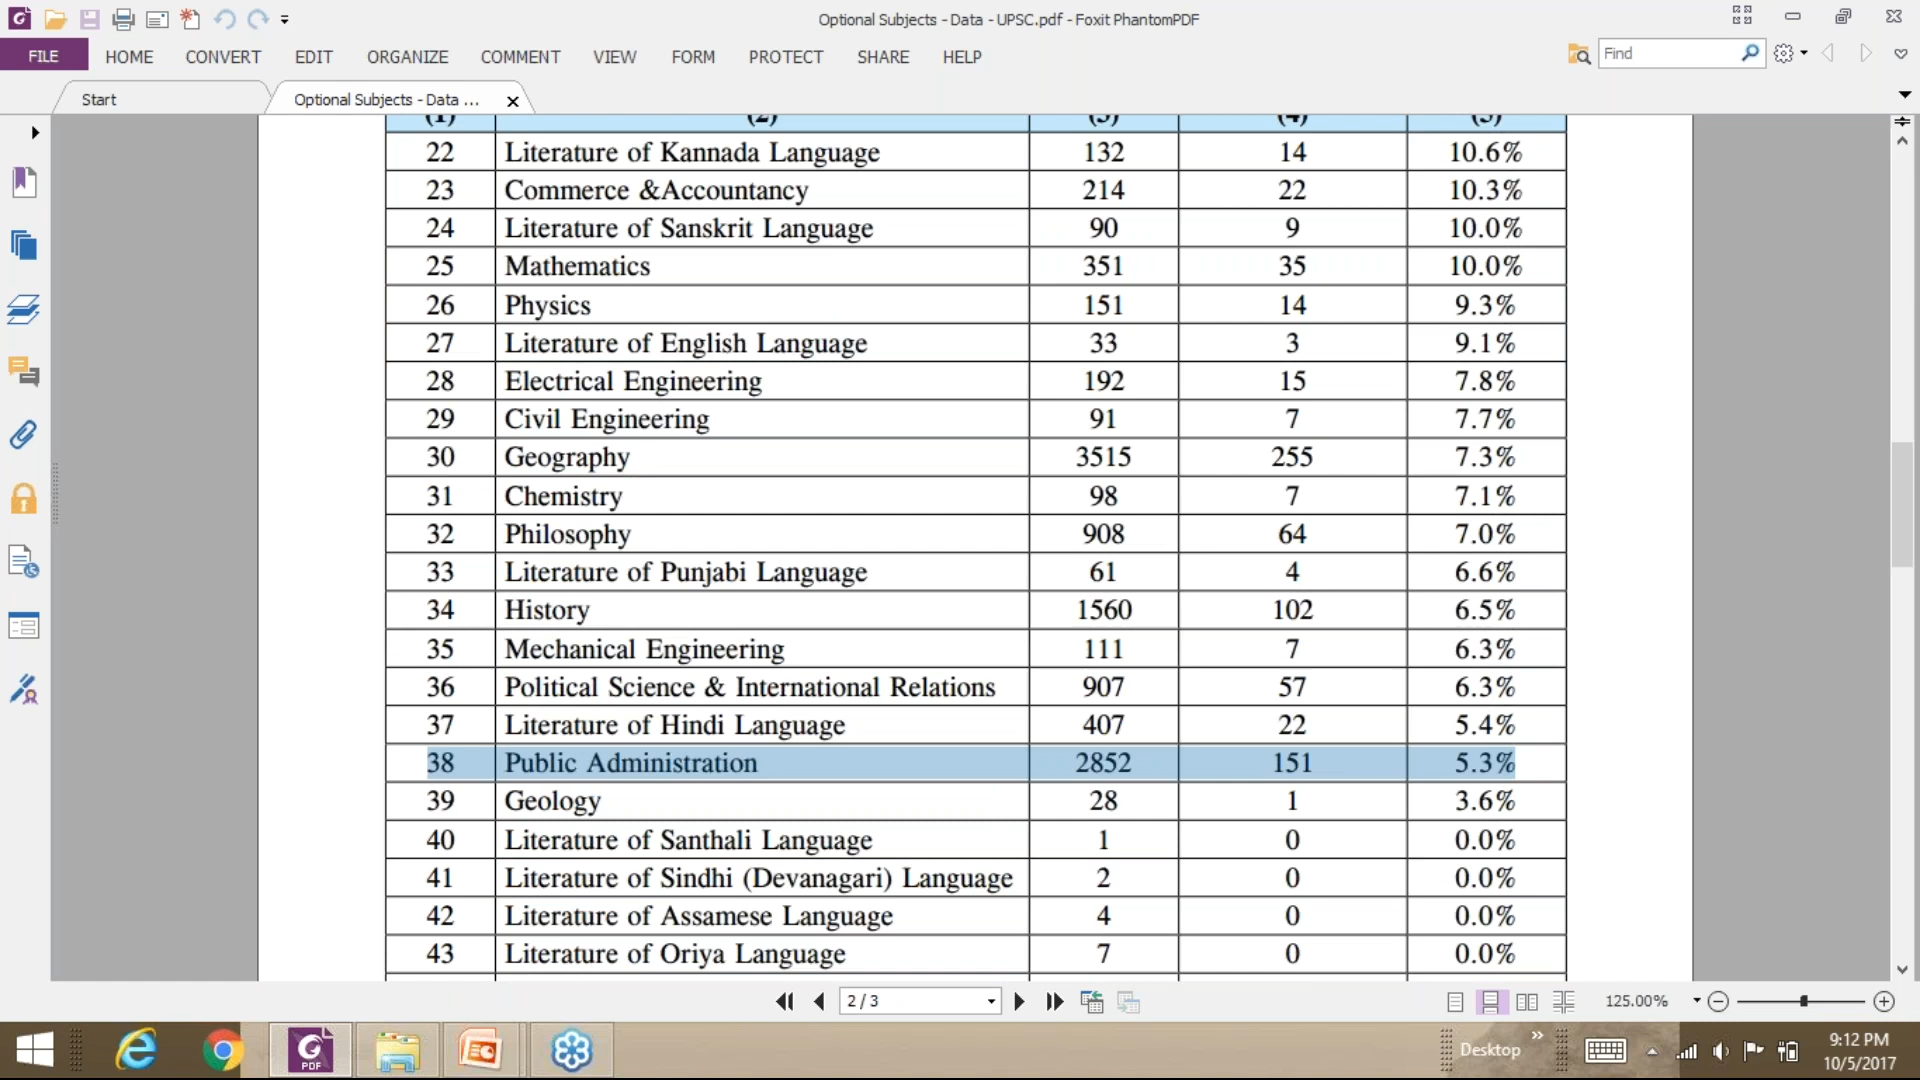 Optional Subjects - Data - UPSC.pdf - Foxit PhantomPDF
FILE HOME CONVERT EDIT ORGANIZE COMMENT VIEW FORM PROTECT SHARE HELP Find
Start Optional Subjects - Data ...
(1) (2) (3) (4) (5)
22 Literature of Kannada Language 132 14 10.6%
23 Commerce &Accountancy 214 22 10.3%
24 Literature of Sanskrit Language 90 9 10.0%
25 Mathematics 351 35 10.0%
26 Physics 151 14 9.3%
27 Literature of English Language 33 3 9.1%
28 Electrical Engineering 192 15 7.8%
29 Civil Engineering 91 7 7.7%
30 Geography 3515 255 7.3%
31 Chemistry 98 7 7.1%
32 Philosophy 908 64 7.0%
33 Literature of Punjabi Language 61 4 6.6%
34 History 1560 102 6.5%
35 Mechanical Engineering 111 7 6.3%
36 Political Science & International Relations 907 57 6.3%
37 Literature of Hindi Language 407 22 5.4%
38 Public Administration 2852 151 5.3%
39 Geology 28 1 3.6%
40 Literature of Santhali Language 1 0 0.0%
41 Literature of Sindhi (Devanagari) Language 2 0 0.0%
42 Literature of Assamese Language 4 0 0.0%
43 Literature of Oriya Language 7 0 0.0%
2 / 3 125.00%
PDF
Desktop
9:12 PM
10/5/2017